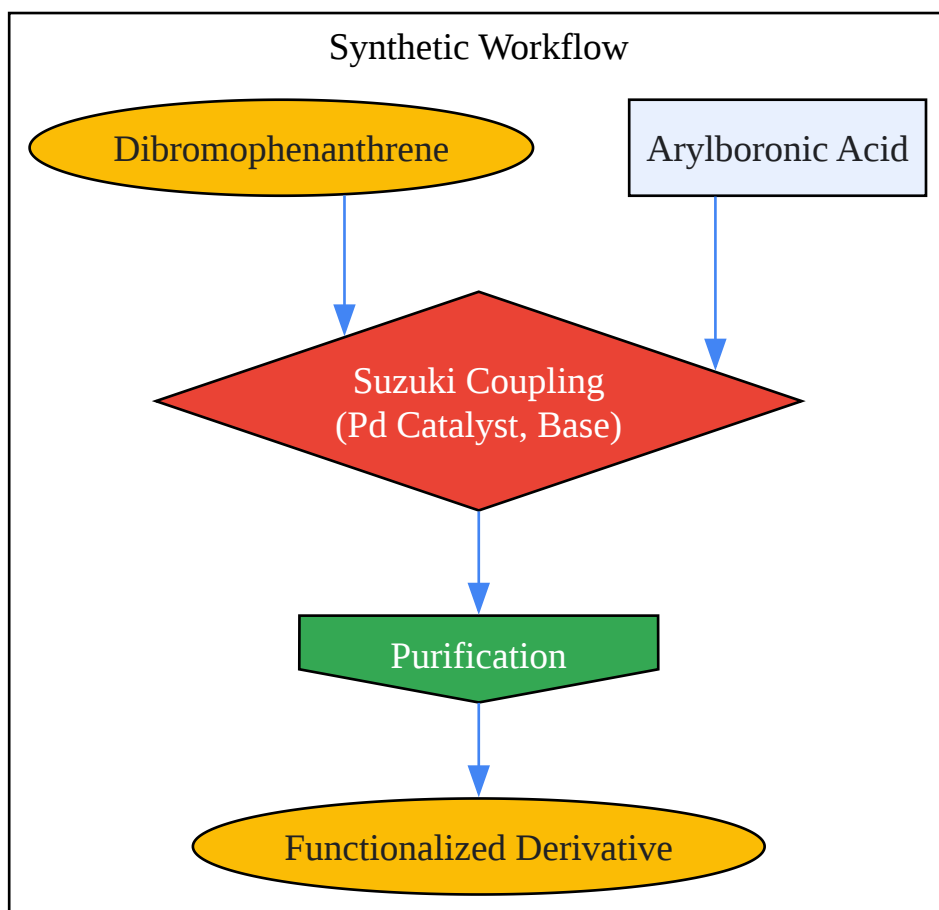 Synthetic Workflow
Dibromophenanthrene
Arylboronic Acid
Suzuki Coupling
(Pd Catalyst, Base)
Purification
Functionalized Derivative